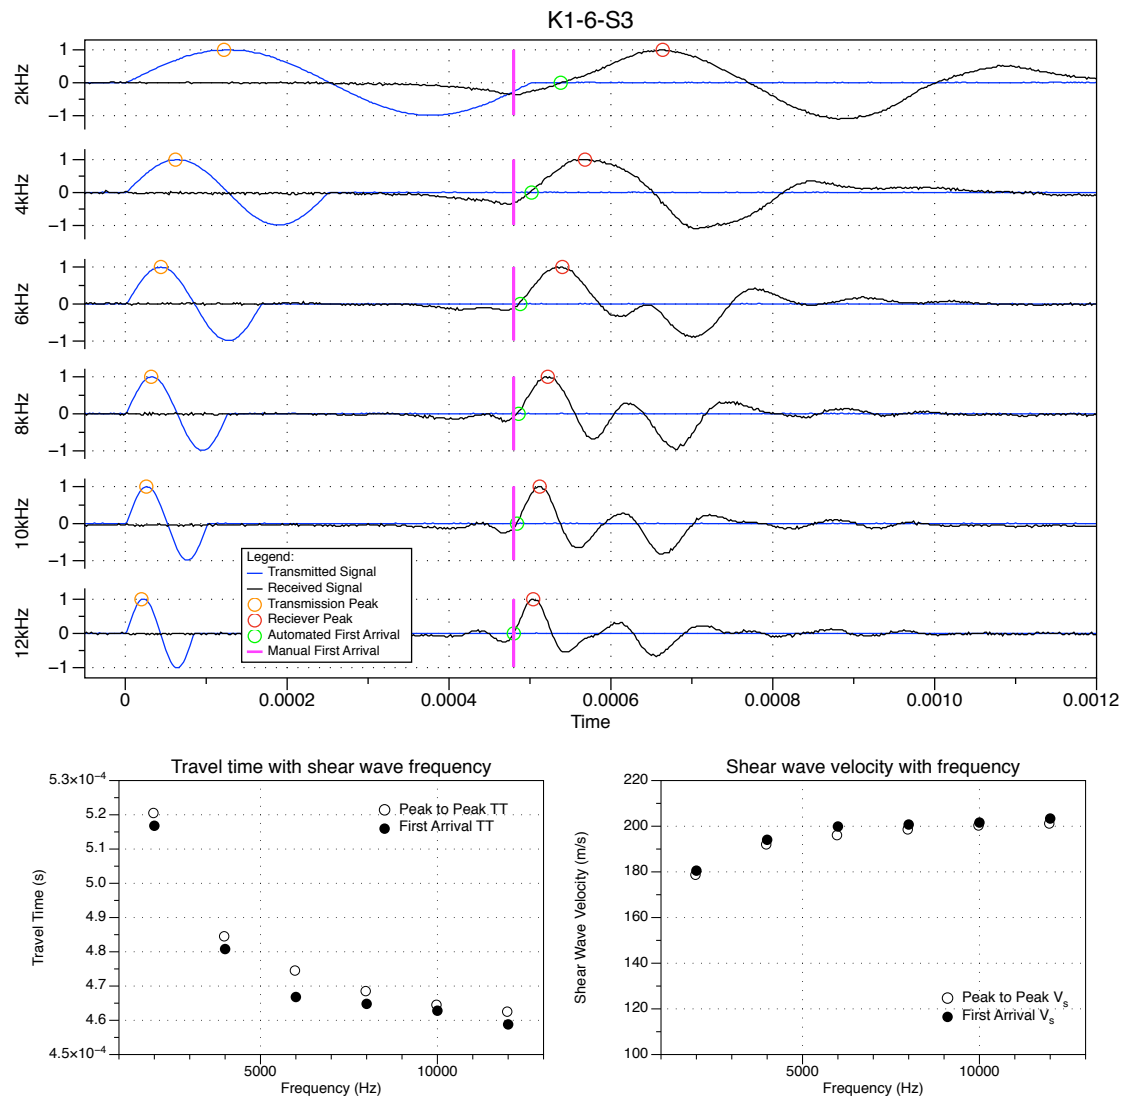 K1-6-S3
2kHz
1
0
−1
4kHz
1
0
−1
6kHz
1
0
−1
8kHz
1
0
−1
10kHz
1
0
−1
12kHz
1
0
−1
Legend:
Transmitted Signal
Received Signal
Transmission Peak
Reciever Peak
Automated First Arrival
Manual First Arrival
0 0.0002 0.0004 0.0006 0.0008 0.0010 0.0012
Time
Travel time with shear wave frequency
Travel Time (s)
5.3×10⁻⁴
5.2
5.1
5.0
4.9
4.8
4.7
4.6
4.5×10⁻⁴
Peak to Peak TT
First Arrival TT
5000 10000
Frequency (Hz)
Shear wave velocity with frequency
Shear Wave Velocity (m/s)
220
200
180
160
140
120
100
Peak to Peak Vₛ
First Arrival Vₛ
5000 10000
Frequency (Hz)